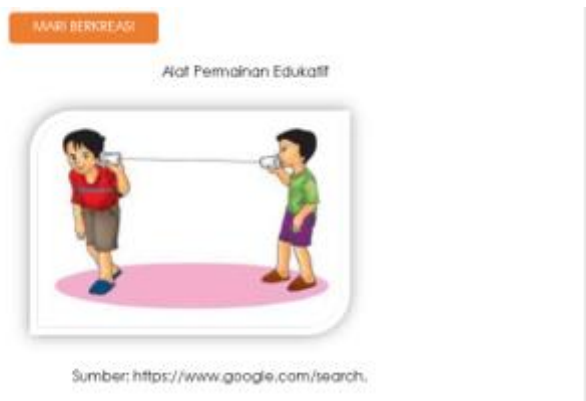 MARI BERKREASI
Alat Permainan Edukatif
Sumber: https://www.google.com/search.